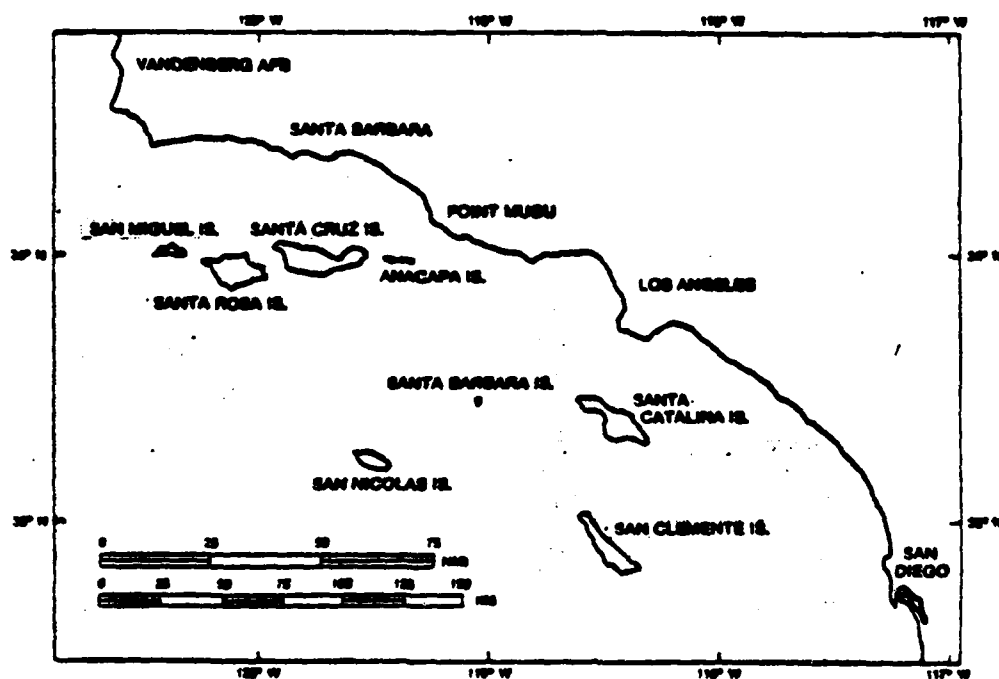 VANDENBERG AFB
SANTA BARBARA
POINT MUGU
SAN MIGUEL IS.
SANTA CRUZ IS.
ANACAPA IS.
SANTA ROSA IS.
LOS ANGELES
SANTA BARBARA IS.
SANTA
CATALINA IS.
SAN NICOLAS IS.
SAN CLEMENTE IS.
SAN
DIEGO
0 25 50 75
0 25 50 75 100 125 150
117° W